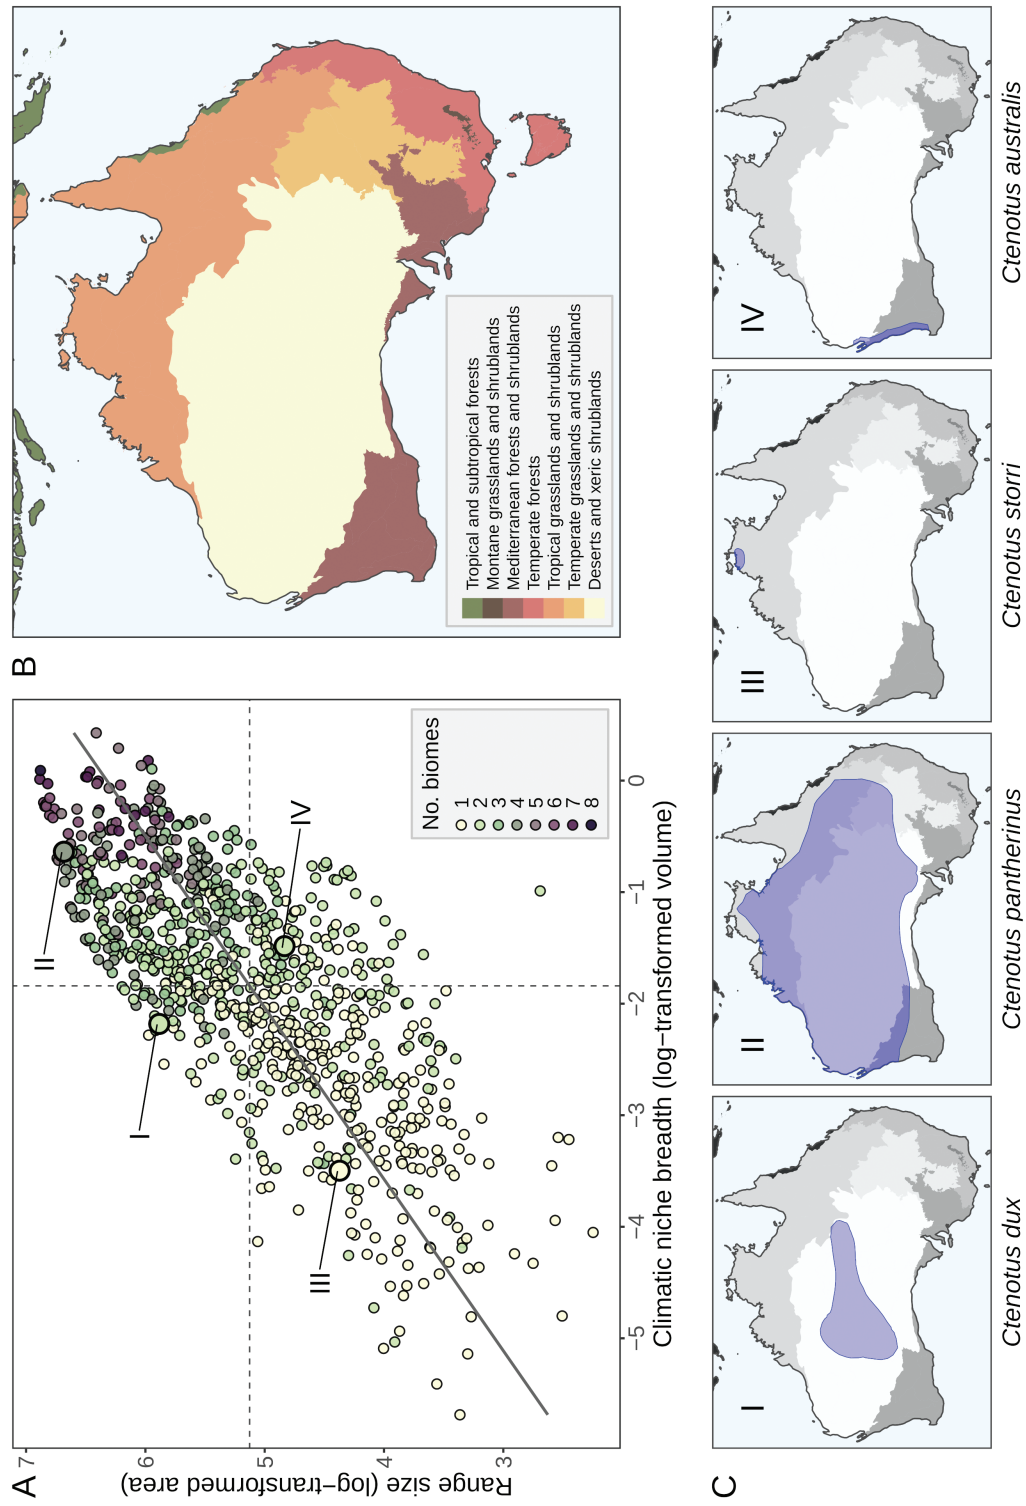 A
Range size (log−transformed area)
7
6
5
4
3
I
II
III
IV
No. biomes
1
2
3
4
5
6
7
8
−5
−4
−3
−2
−1
0
Climatic niche breadth (log−transformed volume)
B
Tropical and subtropical forests
Montane grasslands and shrublands
Mediterranean forests and shrublands
Temperate forests
Tropical grasslands and shrublands
Temperate grasslands and shrublands
Deserts and xeric shrublands
C
I
Ctenotus dux
II
Ctenotus pantherinus
III
Ctenotus storri
IV
Ctenotus australis